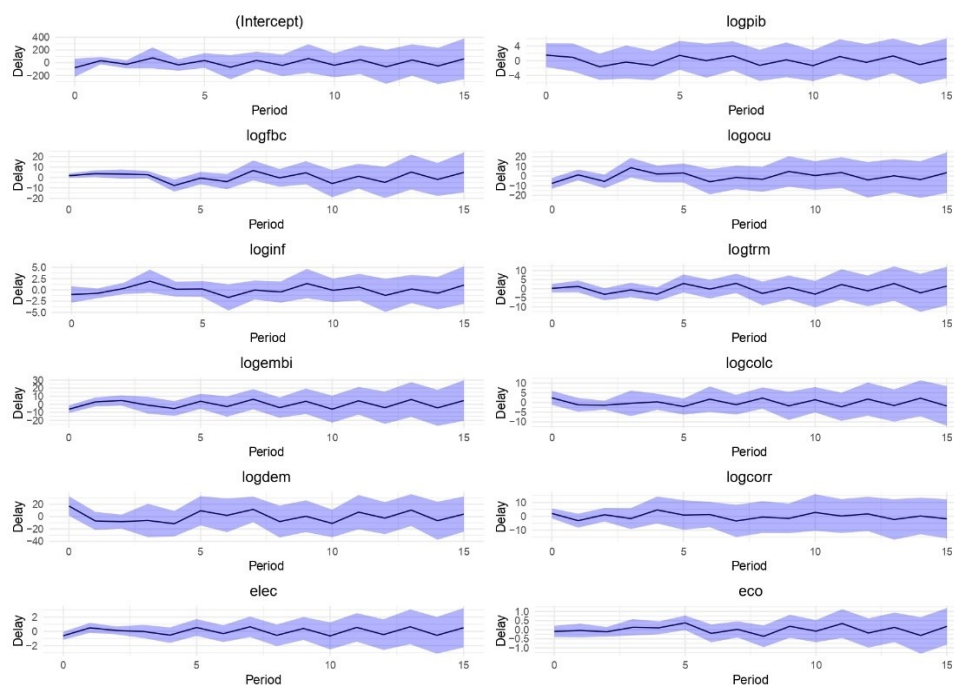 (Intercept)
400
200
0
−200
Delay
0
5
10
15
Period
logpib
4
0
−4
Delay
0
5
10
15
Period
logfbc
20
10
0
−10
−20
Delay
0
5
10
15
Period
logocu
20
10
0
−10
−20
Delay
0
5
10
15
Period
loginf
5.0
2.5
0.0
−2.5
−5.0
Delay
0
5
10
15
Period
logtrm
10
5
0
−5
−10
Delay
0
5
10
15
Period
logembi
30
20
10
0
−10
−20
Delay
0
5
10
15
Period
logcolc
10
5
0
−5
−10
Delay
0
5
10
15
Period
logdem
20
0
−20
−40
Delay
0
5
10
15
Period
logcorr
10
0
−10
Delay
0
5
10
15
Period
elec
2
0
−2
Delay
0
5
10
15
Period
eco
1.0
0.5
0.0
−0.5
−1.0
Delay
0
5
10
15
Period